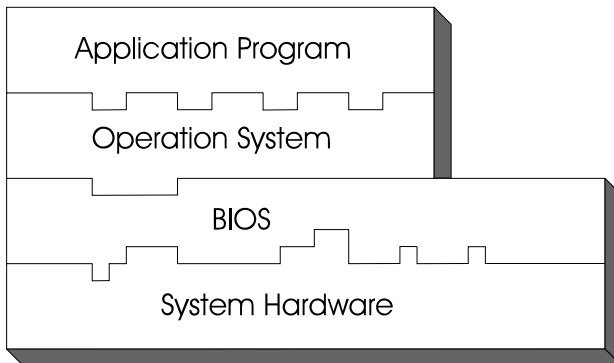 Application Program
Operation System
BIOS
System Hardware